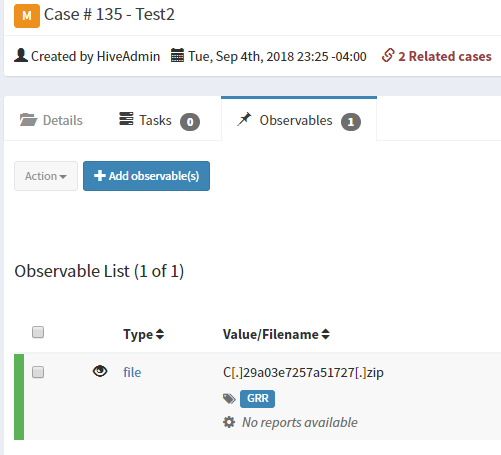 M Case # 135 - Test2
Created by HiveAdmin Tue, Sep 4th, 2018 23:25 -04:00 2 Related cases
Details Tasks 0 Observables 1
Action Add observable(s)
Observable List (1 of 1)
Type Value/Filename
file C[.]29a03e7257a51727[.]zip
GRR
No reports available